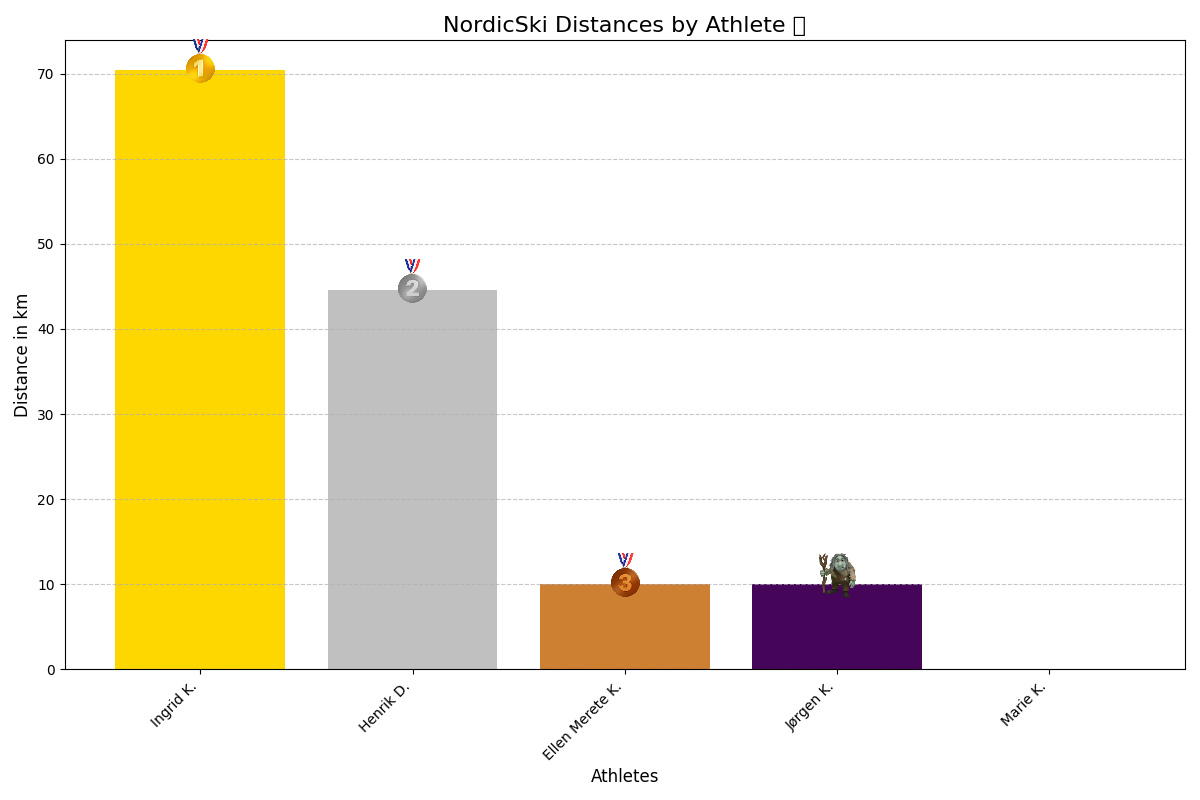 NordicSki Distances by Athlete
1
70
60
2
50
40
Distance in km
30
20
3
10
0
Ingrid K.
Henrik D.
Ellen Merete K.
Jørgen K.
Marie K.
Athletes